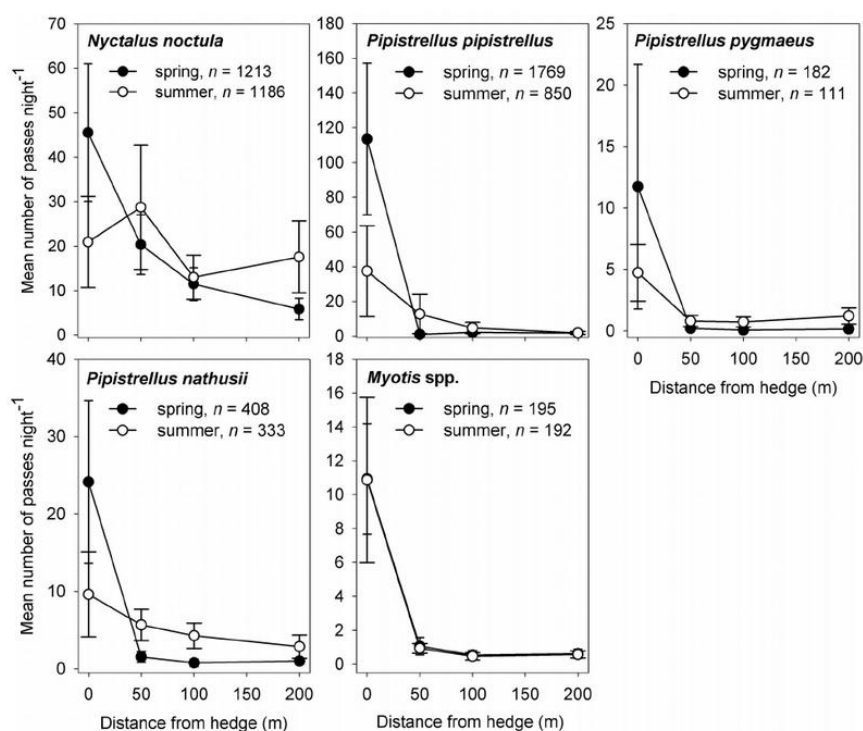 Nyctalus noctula
spring, n = 1213
summer, n = 1186
70
60
50
40
30
20
10
0
Mean number of passes night⁻¹
Pipistrellus pipistrellus
spring, n = 1769
summer, n = 850
180
160
140
120
100
80
60
40
20
0
Pipistrellus pygmaeus
spring, n = 182
summer, n = 111
25
20
15
10
5
0
0 50 100 150 200
Distance from hedge (m)
Pipistrellus nathusii
spring, n = 408
summer, n = 333
40
30
20
10
0
Mean number of passes night⁻¹
0 50 100 150 200
Distance from hedge (m)
Myotis spp.
spring, n = 195
summer, n = 192
18
16
14
12
10
8
6
4
2
0
0 50 100 150 200
Distance from hedge (m)